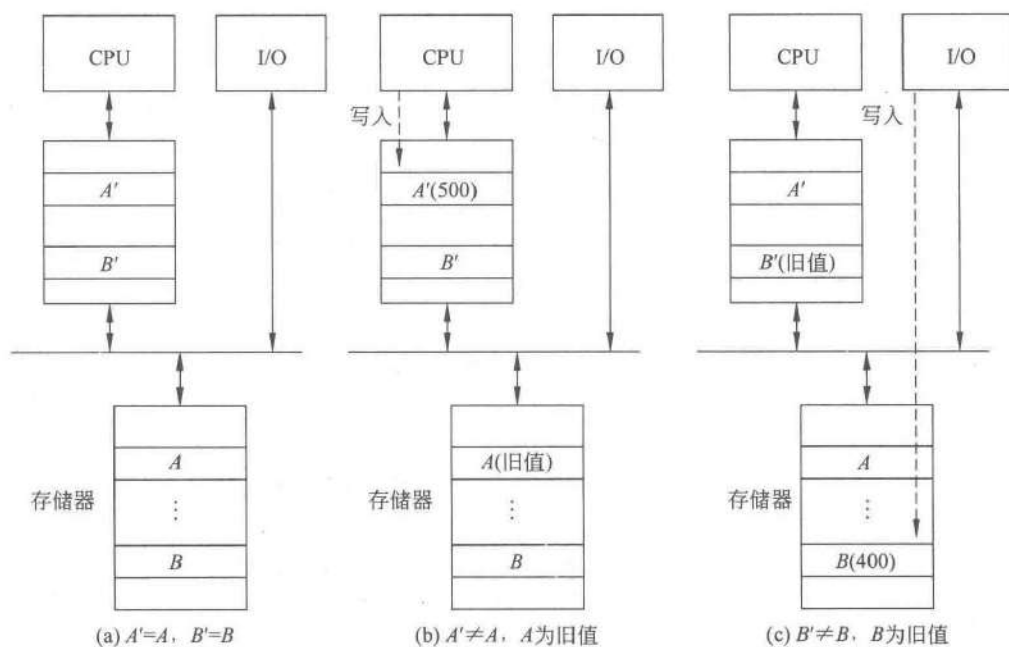 CPU
I/O
CPU
I/O
CPU
I/O
写入
写入
A'
A'(500)
A'
B'
B'
B'(旧值)
A
A(旧值)
A
存储器
⋮
存储器
⋮
存储器
⋮
B
B
B(400)
(a) A'=A，B'=B
(b) A'≠A，A为旧值
(c) B'≠B，B为旧值